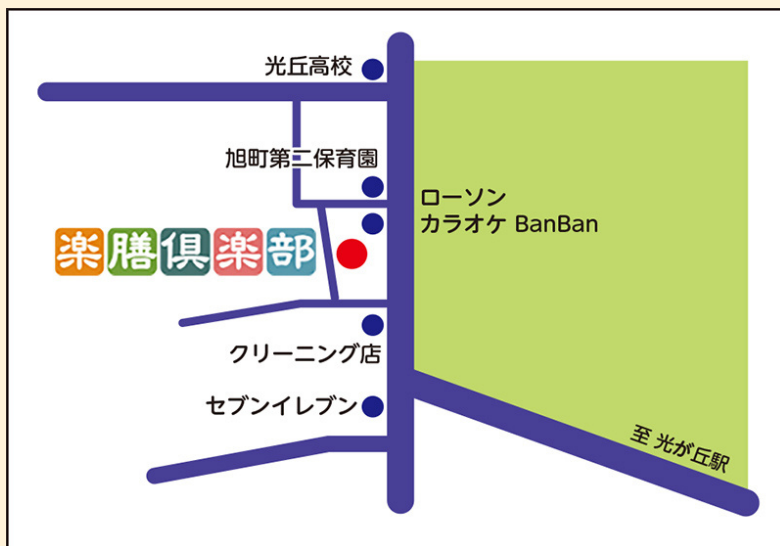 光丘高校
旭町第二保育園
ローソン
カラオケ BanBan
楽膳倶楽部
クリーニング店
セブンイレブン
至 光が丘駅